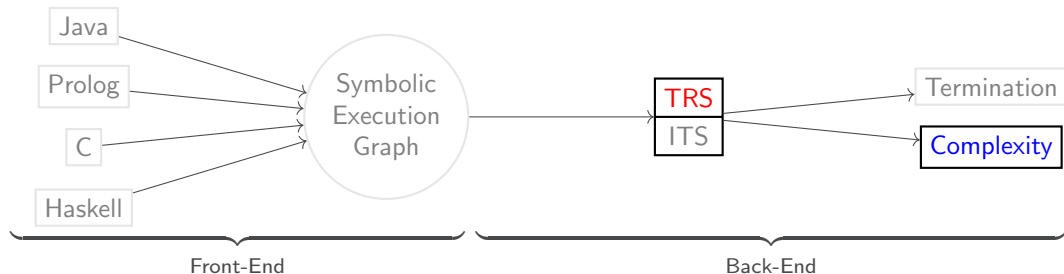 Java
Prolog
C
Haskell
Symbolic
Execution
Graph
TRS
ITS
Termination
Complexity
Front-End
Back-End